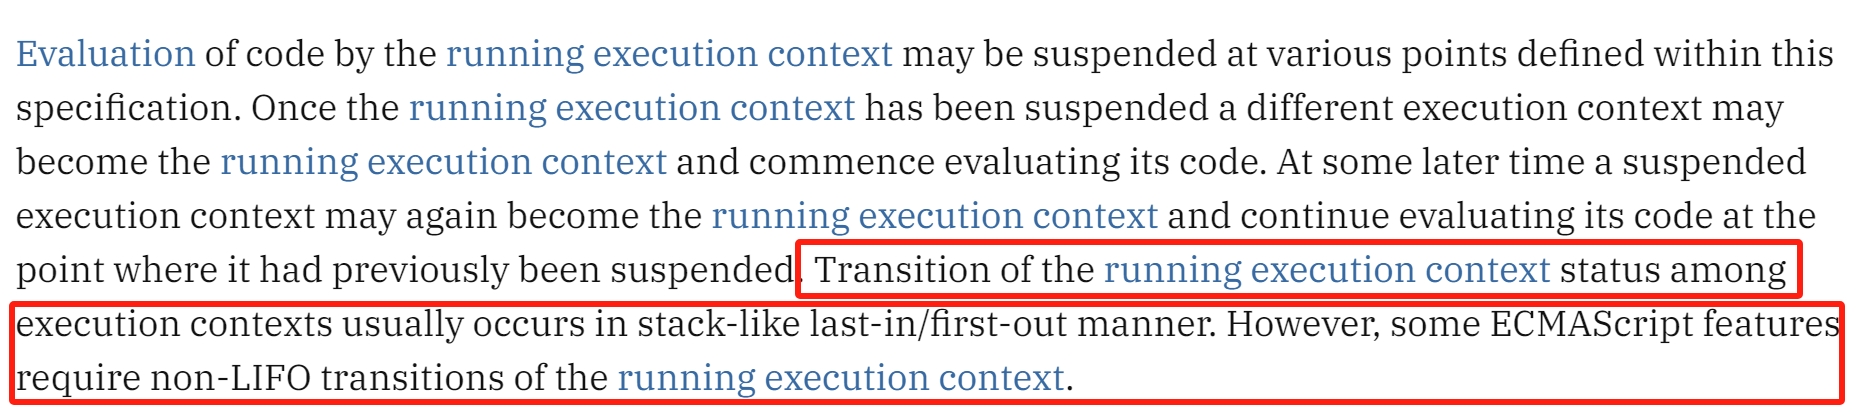 Evaluation of code by the running execution context may be suspended at various points defined within this
specification. Once the running execution context has been suspended a different execution context may
become the running execution context and commence evaluating its code. At some later time a suspended
execution context may again become the running execution context and continue evaluating its code at the
point where it had previously been suspended. Transition of the running execution context status among
execution contexts usually occurs in stack-like last-in/first-out manner. However, some ECMAScript features
require non-LIFO transitions of the running execution context.